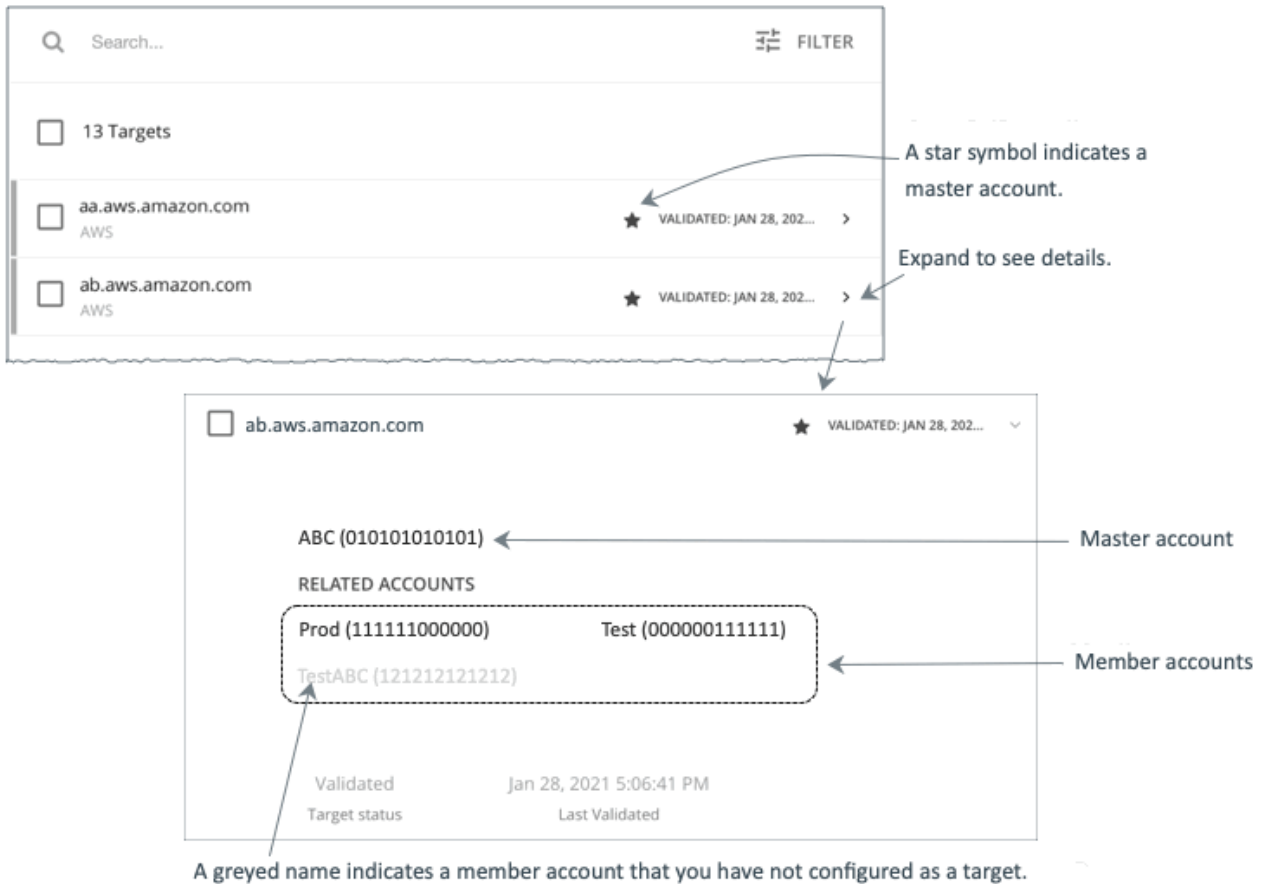 Search...
FILTER
13 Targets
A star symbol indicates a
master account.
aa.aws.amazon.com
VALIDATED: JAN 28, 202...
AWS
Expand to see details.
ab.aws.amazon.com
VALIDATED: JAN 28, 202...
AWS
ab.aws.amazon.com
VALIDATED: JAN 28, 202...
ABC (010101010101)
Master account
RELATED ACCOUNTS
Prod (111111000000)
Test (000000111111)
Member accounts
TestABC (121212121212)
Validated
Jan 28, 2021 5:06:41 PM
Target status
Last Validated
A greyed name indicates a member account that you have not configured as a target.